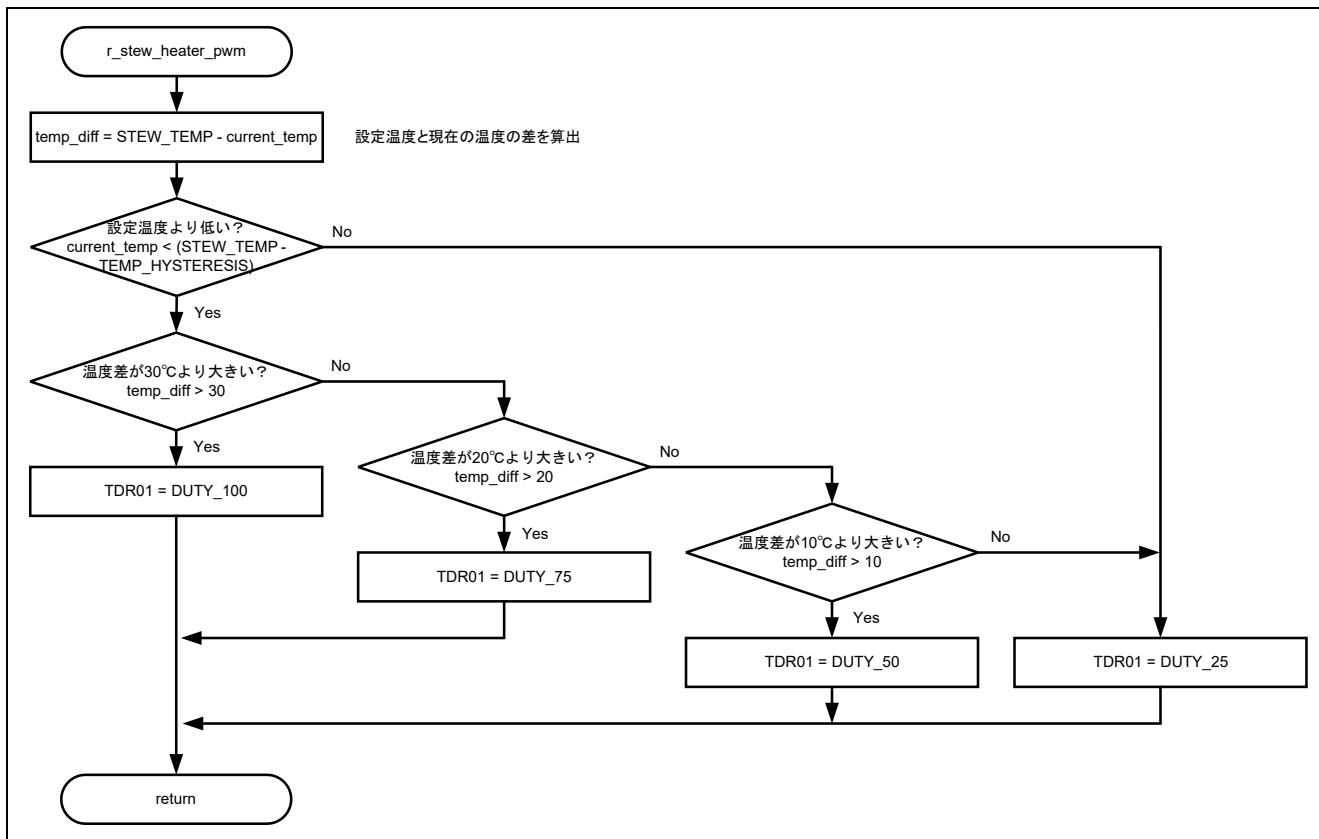 r_stew_heater_pwm
temp_diff = STEW_TEMP - current_temp
設定温度と現在の温度の差を算出
設定温度より低い？
current_temp < (STEW_TEMP -
TEMP_HYSTERESIS)
No
Yes
温度差が30℃より大きい？
temp_diff > 30
No
Yes
温度差が20℃より大きい？
temp_diff > 20
No
TDR01 = DUTY_100
Yes
温度差が10℃より大きい？
temp_diff > 10
No
TDR01 = DUTY_75
Yes
TDR01 = DUTY_50
TDR01 = DUTY_25
return